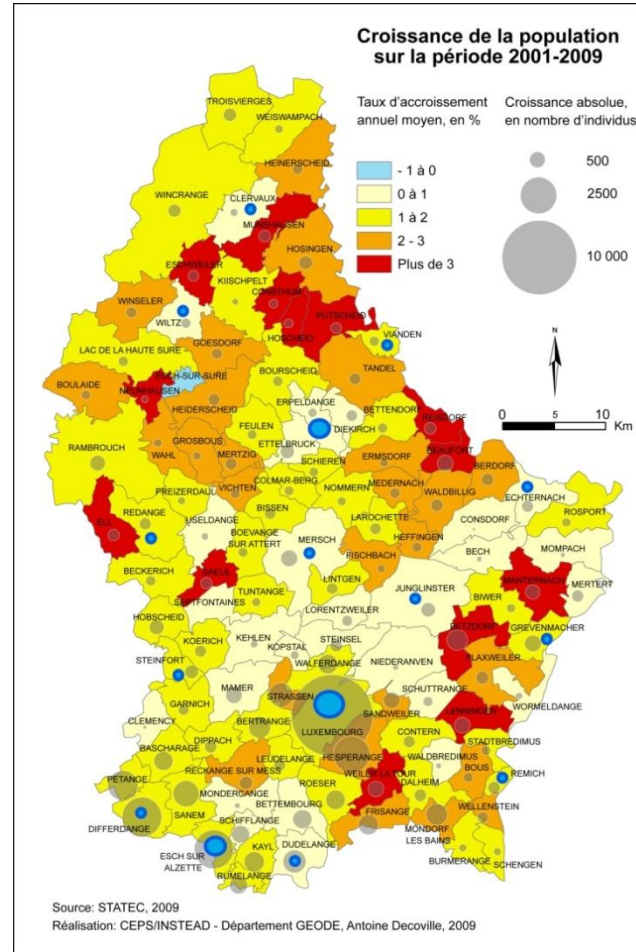 Croissance de la population
sur la période 2001-2009
Taux d'accroissement
annuel moyen, en %
- 1 à 0
0 à 1
1 à 2
2 - 3
Plus de 3
Croissance absolue,
en nombre d'individus
500
2500
10 000
N
0 5 10
Km
TROISVIERGES
WEISWAMPACH
HEINERSCHEID
WINCRANGE
CLERVAUX
MUNSHAUSEN
HOSINGEN
ESCHWEILER
KIISCHPELT
CONSTHUM
WINSELER
WILTZ
HOSCHEID
PUTSCHEID
VIANDEN
LAC DE LA HAUTE SURE
GOESDORF
BOURSCHEID
TANDEL
BOULAIDE
NEUNHAUSEN
ESCH-SUR-SURE
HEIDERSCHEID
ERPELDANGE
BETTENDORF
REISDORF
FEULEN
ETTELBRUCK
DIEKIRCH
RAMBROUCH
WAHL
GROSBOUS
MERTZIG
SCHIEREN
ERMSDORF
BEAUFORT
BERDORF
ECHTERNACH
PREIZERDAUL
VICHTEN
COLMAR-BERG
NOMMERN
MEDERNACH
WALDBILLIG
ROSPORT
ELL
REDANGE
USELDANGE
BISSEN
LAROCHETTE
CONSDORF
BOEVANGE
SUR ATTERT
MERSCH
HEFFINGEN
BECH
MOMPACH
BECKERICH
SAEUL
FISCHBACH
LINTGEN
JUNGLINSTER
MANTERNACH
MERTERT
SEPTFONTAINES
TUNTANGE
LORENTZWEILER
BIWER
HOBSCHEID
KOERICH
KEHLEN
KOPSTAL
STEINSEL
BETZDORF
GREVENMACHER
STEINFORT
WALFERDANGE
NIEDERANVEN
FLAXWEILER
GARNICH
MAMER
STRASSEN
LUXEMBOURG
SANDWEILER
SCHUTTRANGE
WORMELDANGE
CLEMENCY
DIPPACH
BERTRANGE
HESPERANGE
CONTERN
LENNINGEN
STADTBREDIMUS
BASCHARAGE
RECKANGE SUR MESS
LEUDELANGE
WEILER LA TOUR
WALDBREDIMUS
BOUS
REMICH
PETANGE
SANEM
MONDERGANGE
ROESER
DALHEIM
WELLENSTEIN
DIFFERDANGE
SCHIFFLANGE
BETTEMBOURG
FRISANGE
MONDORF
LES BAINS
ESCH SUR
ALZETTE
KAYL
DUDELANGE
BURMERANGE
SCHENGEN
RUMELANGE
Source: STATEC, 2009
Réalisation: CEPS/INSTEAD - Département GEODE, Antoine Decoville, 2009